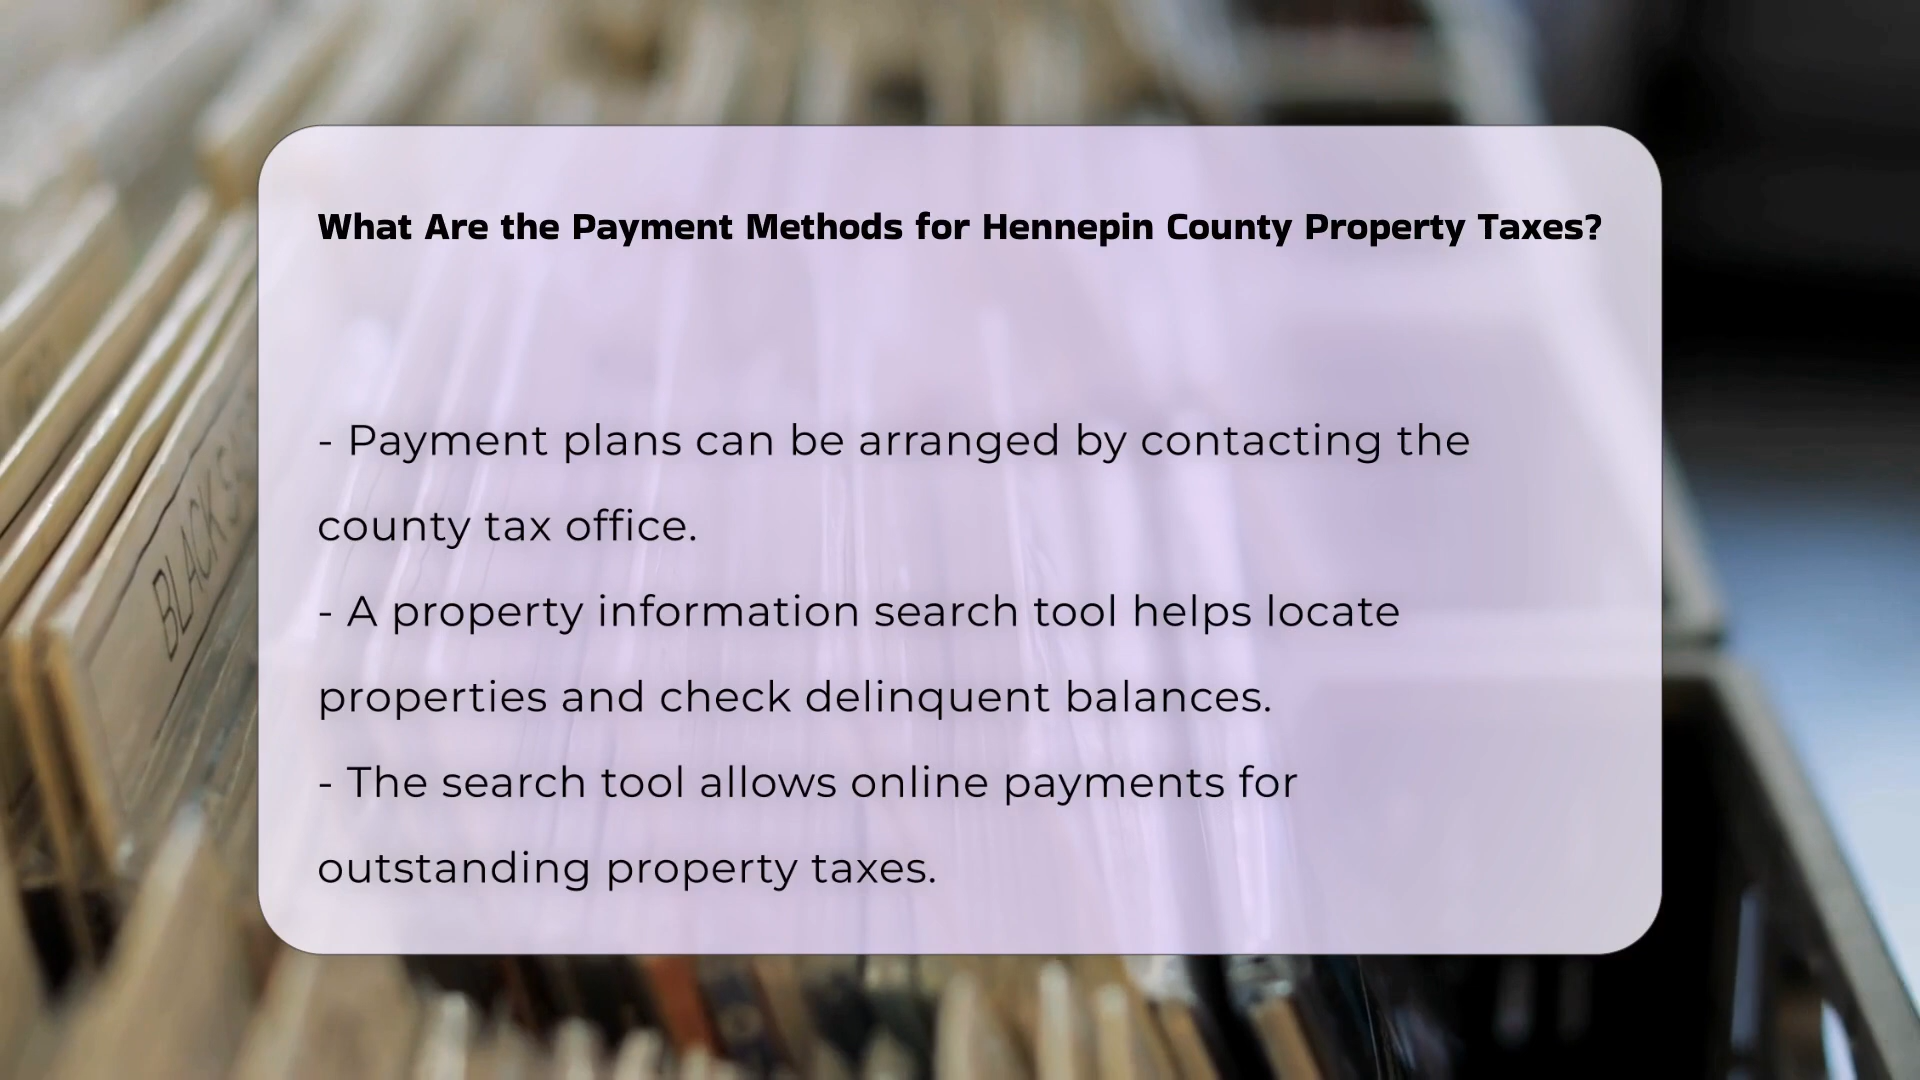 What Are the Payment Methods for Hennepin County Property Taxes?
- Payment plans can be arranged by contacting the
county tax office.
- A property information search tool helps locate
properties and check delinquent balances.
- The search tool allows online payments for
outstanding property taxes.
BLACK